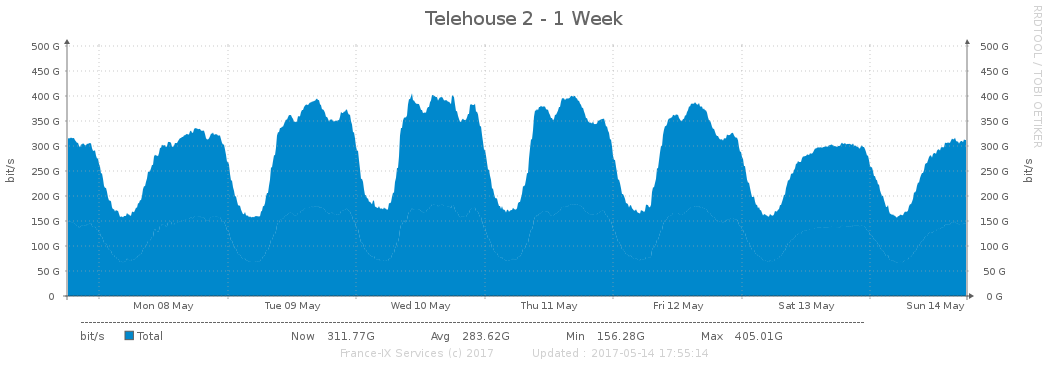 Telehouse 2 - 1 Week
RRDTOOL / TOBI OETIKER
500 G 500 G
450 G 450 G
400 G 400 G
350 G 350 G
300 G 300 G
250 G 250 G
200 G 200 G
150 G 150 G
100 G 100 G
50 G 50 G
0 0 G
bit/s bit/s
Mon 08 May Tue 09 May Wed 10 May Thu 11 May Fri 12 May Sat 13 May Sun 14 May
bit/s Total Now 311.77G Avg 283.62G Min 156.28G Max 405.01G
France-IX Services (c) 2017 Updated : 2017-05-14 17:55:14